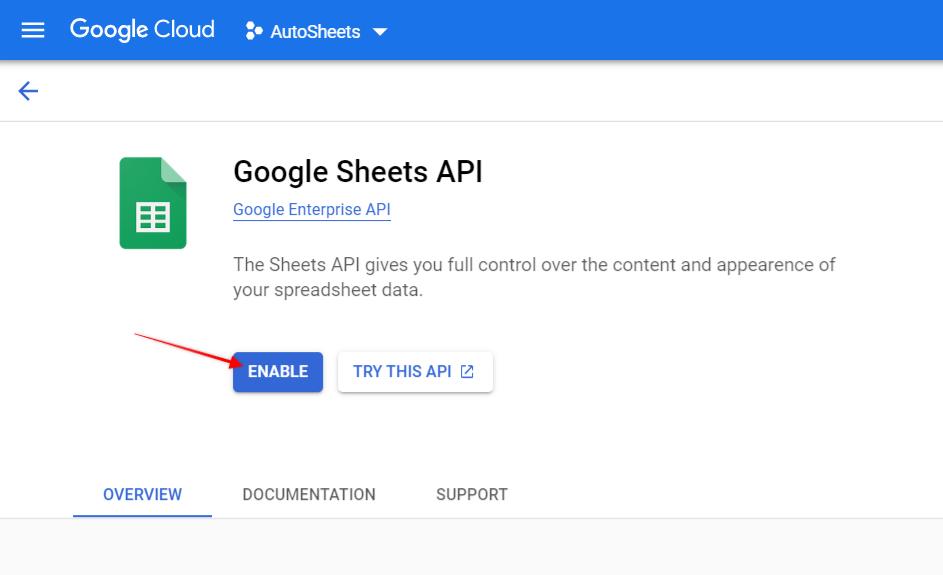 Google Cloud
AutoSheets
Google Sheets API
Google Enterprise API
The Sheets API gives you full control over the content and appearence of
your spreadsheet data.
ENABLE
TRY THIS API
OVERVIEW
DOCUMENTATION
SUPPORT